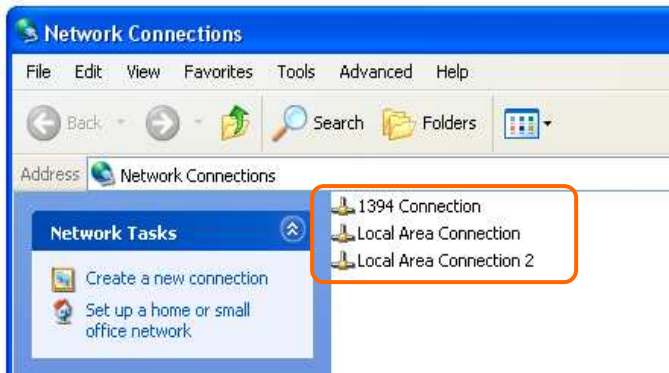 Network Connections
File Edit View Favorites Tools Advanced Help
Back Search Folders
Address Network Connections
Network Tasks
Create a new connection
Set up a home or small
office network
1394 Connection
Local Area Connection
Local Area Connection 2